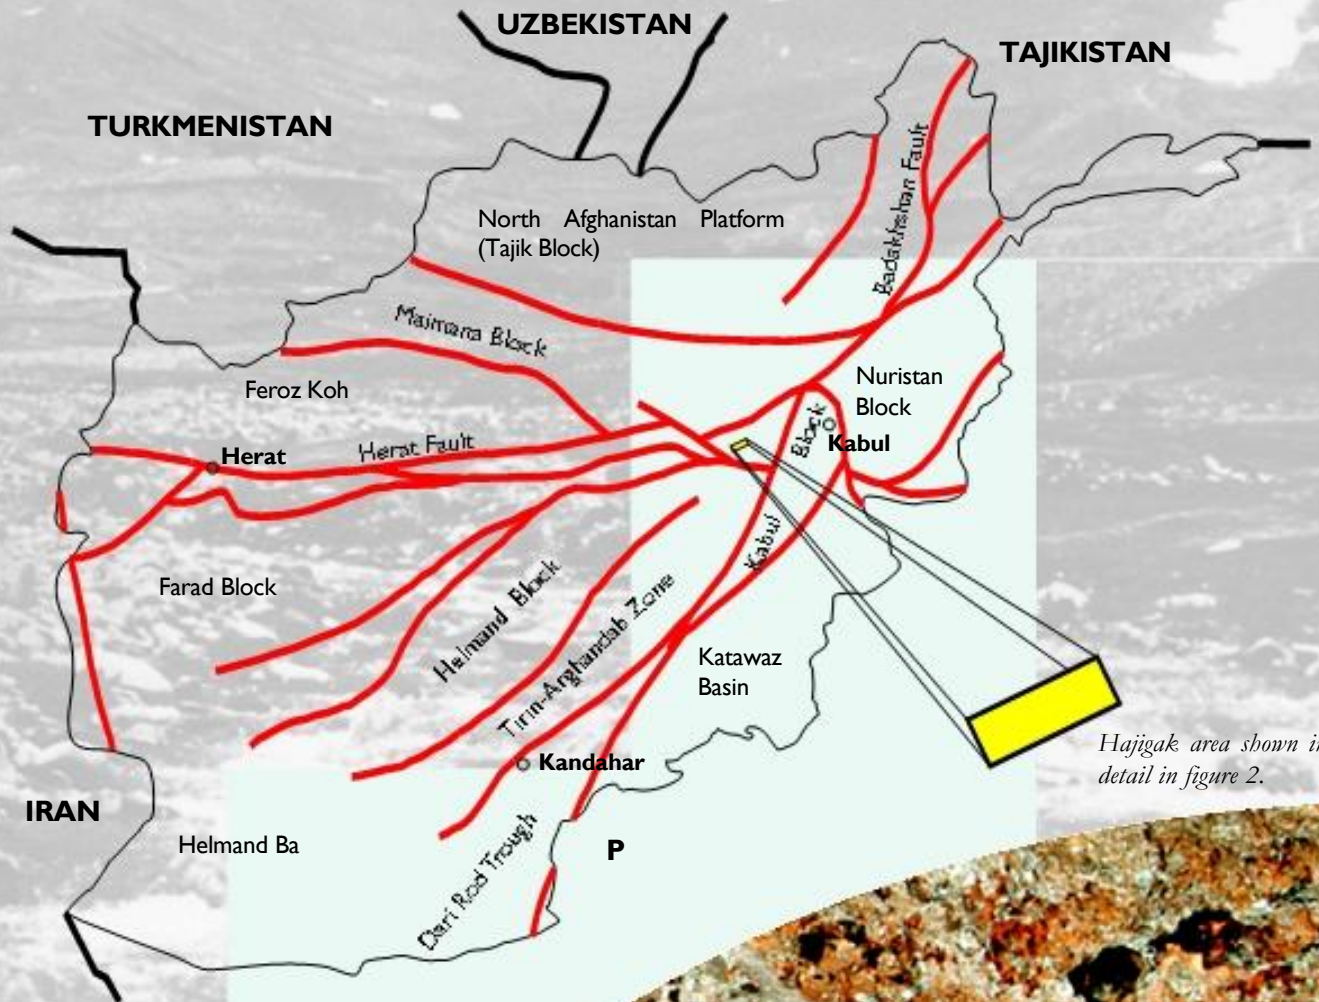 UZBEKISTAN
TAJIKISTAN
TURKMENISTAN
North Afghanistan Platform
(Tajik Block)
Badakhshan Fault
Maimana Block
Feroz Koh
Nuristan
Block
Herat Fault
Herat
Kabul
Kabul Block
Farad Block
Helmand Block
Tirin-Arghandab Zone
Katawaz
Basin
Kandahar
Hajigak area shown in
detail in figure 2.
IRAN
Helmand Ba
Dari Rod Trough
P